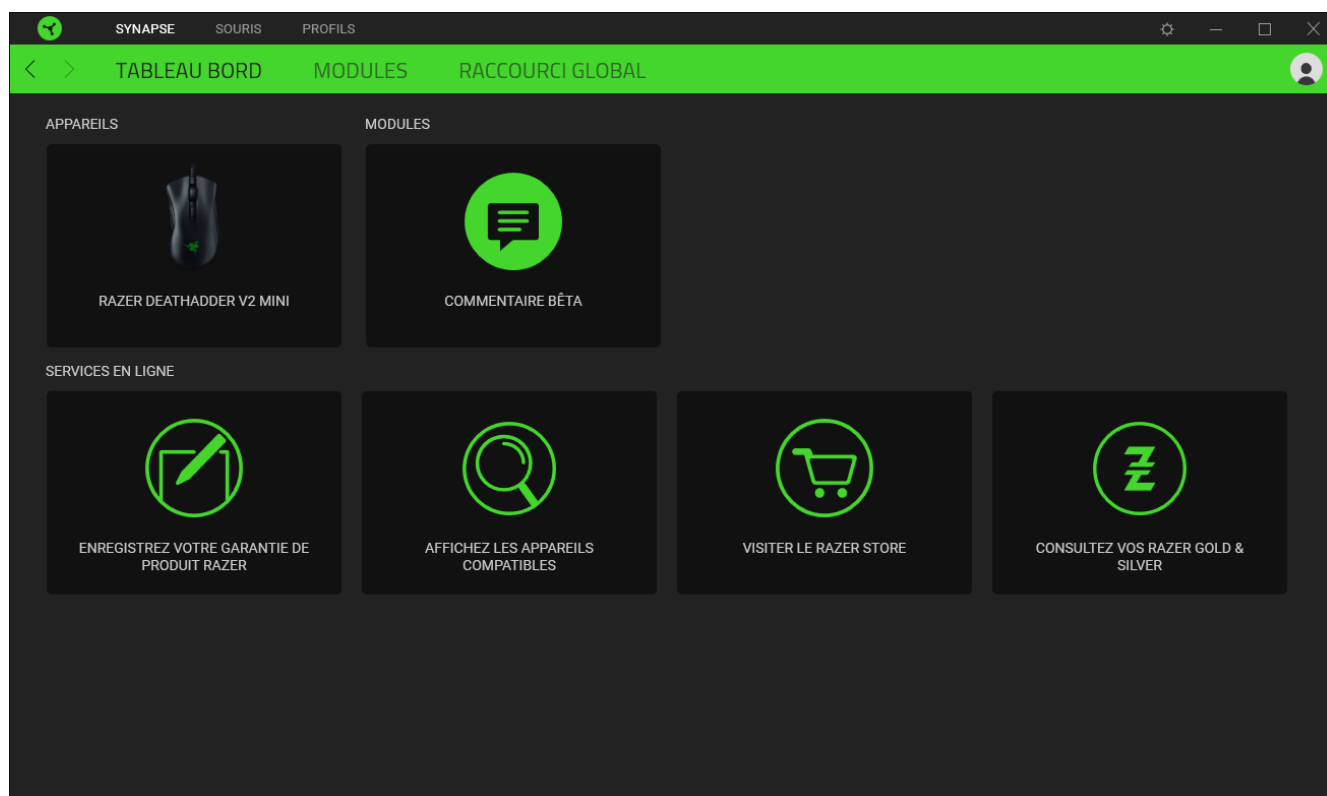 SYNAPSE SOURIS PROFILS
TABLEAU BORD MODULES RACCOURCI GLOBAL
APPAREILS MODULES
RAZER DEATHADDER V2 MINI COMMENTAIRE BÊTA
SERVICES EN LIGNE
ENREGISTREZ VOTRE GARANTIE DE
PRODUIT RAZER
AFFICHEZ LES APPAREILS
COMPATIBLES
VISITER LE RAZER STORE
CONSULTEZ VOS RAZER GOLD &
SILVER